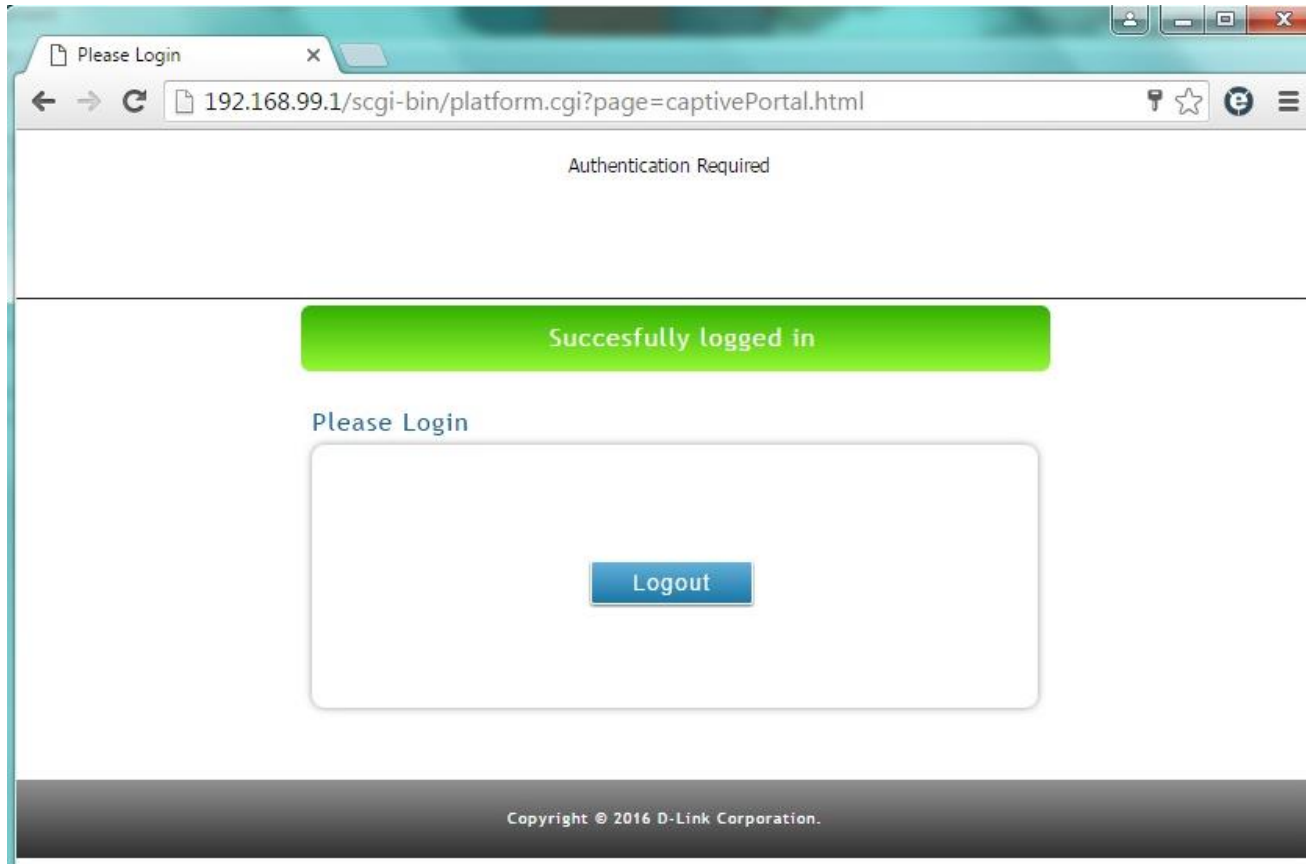 Please Login
192.168.99.1/scgi-bin/platform.cgi?page=captivePortal.html
Authentication Required
Succesfully logged in
Please Login
Logout
Copyright © 2016 D-Link Corporation.